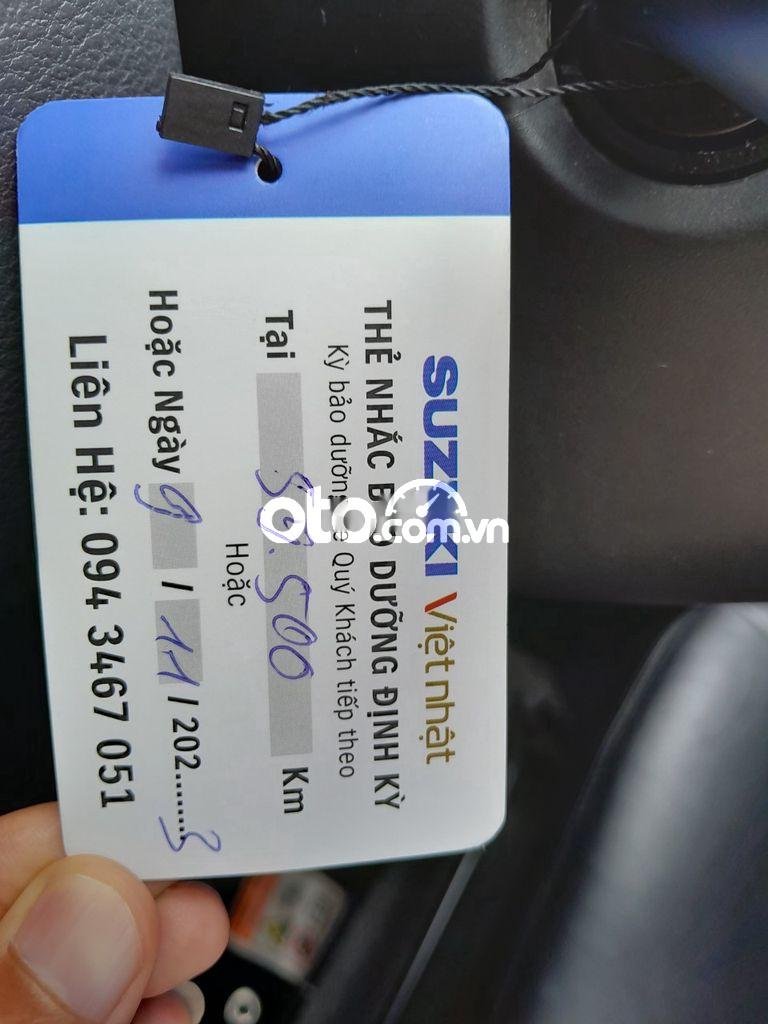 SUZUKI Việt nhật
THẺ NHẮC BẢO DƯỠNG ĐỊNH KỲ
Kỳ bảo dưỡng Quý Khách tiếp theo
Tại .500 Km
Hoặc
Hoặc Ngày 9 / 11 / 202.......3
Liên Hệ: 094 3467 051
oto.com.vn